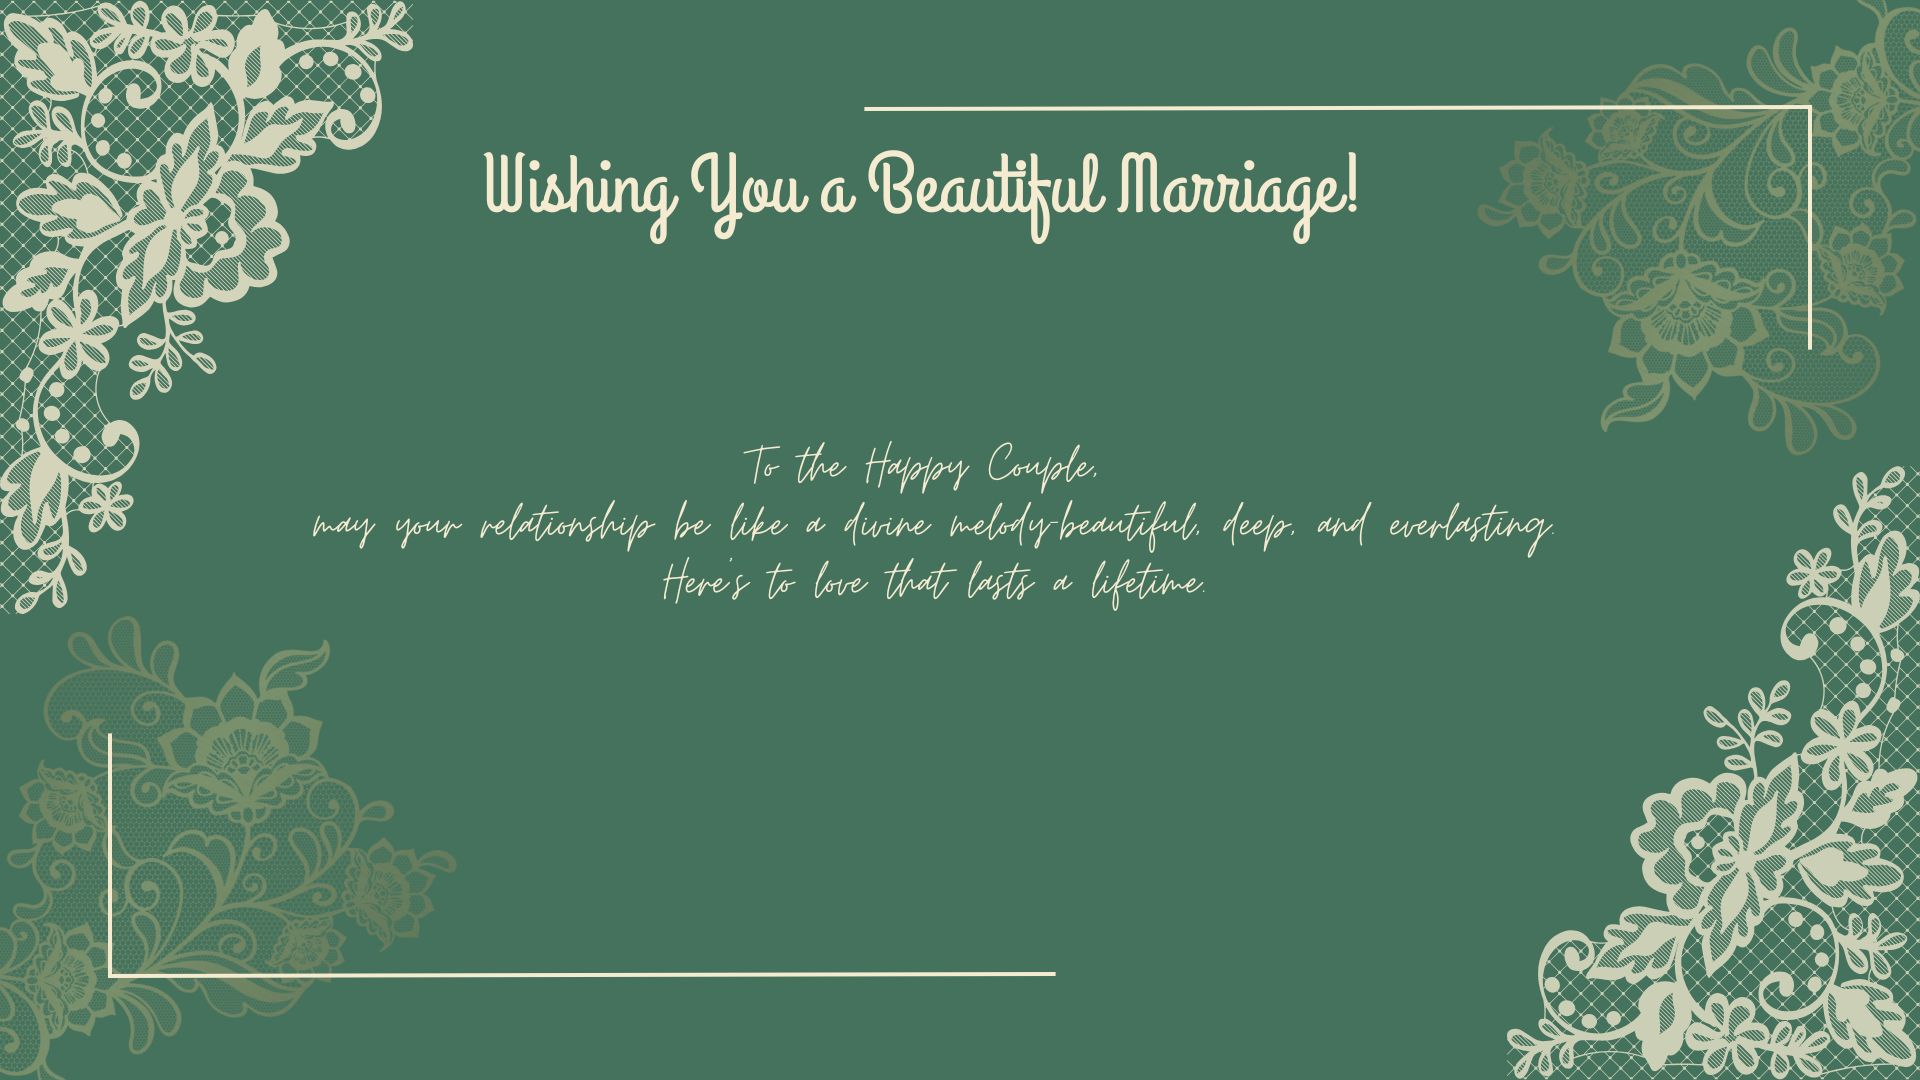 Wishing You a Beautiful Marriage!
To the Happy Couple,
may your relationship be like a divine melody-beautiful, deep, and everlasting.
Here's to love that lasts a lifetime.